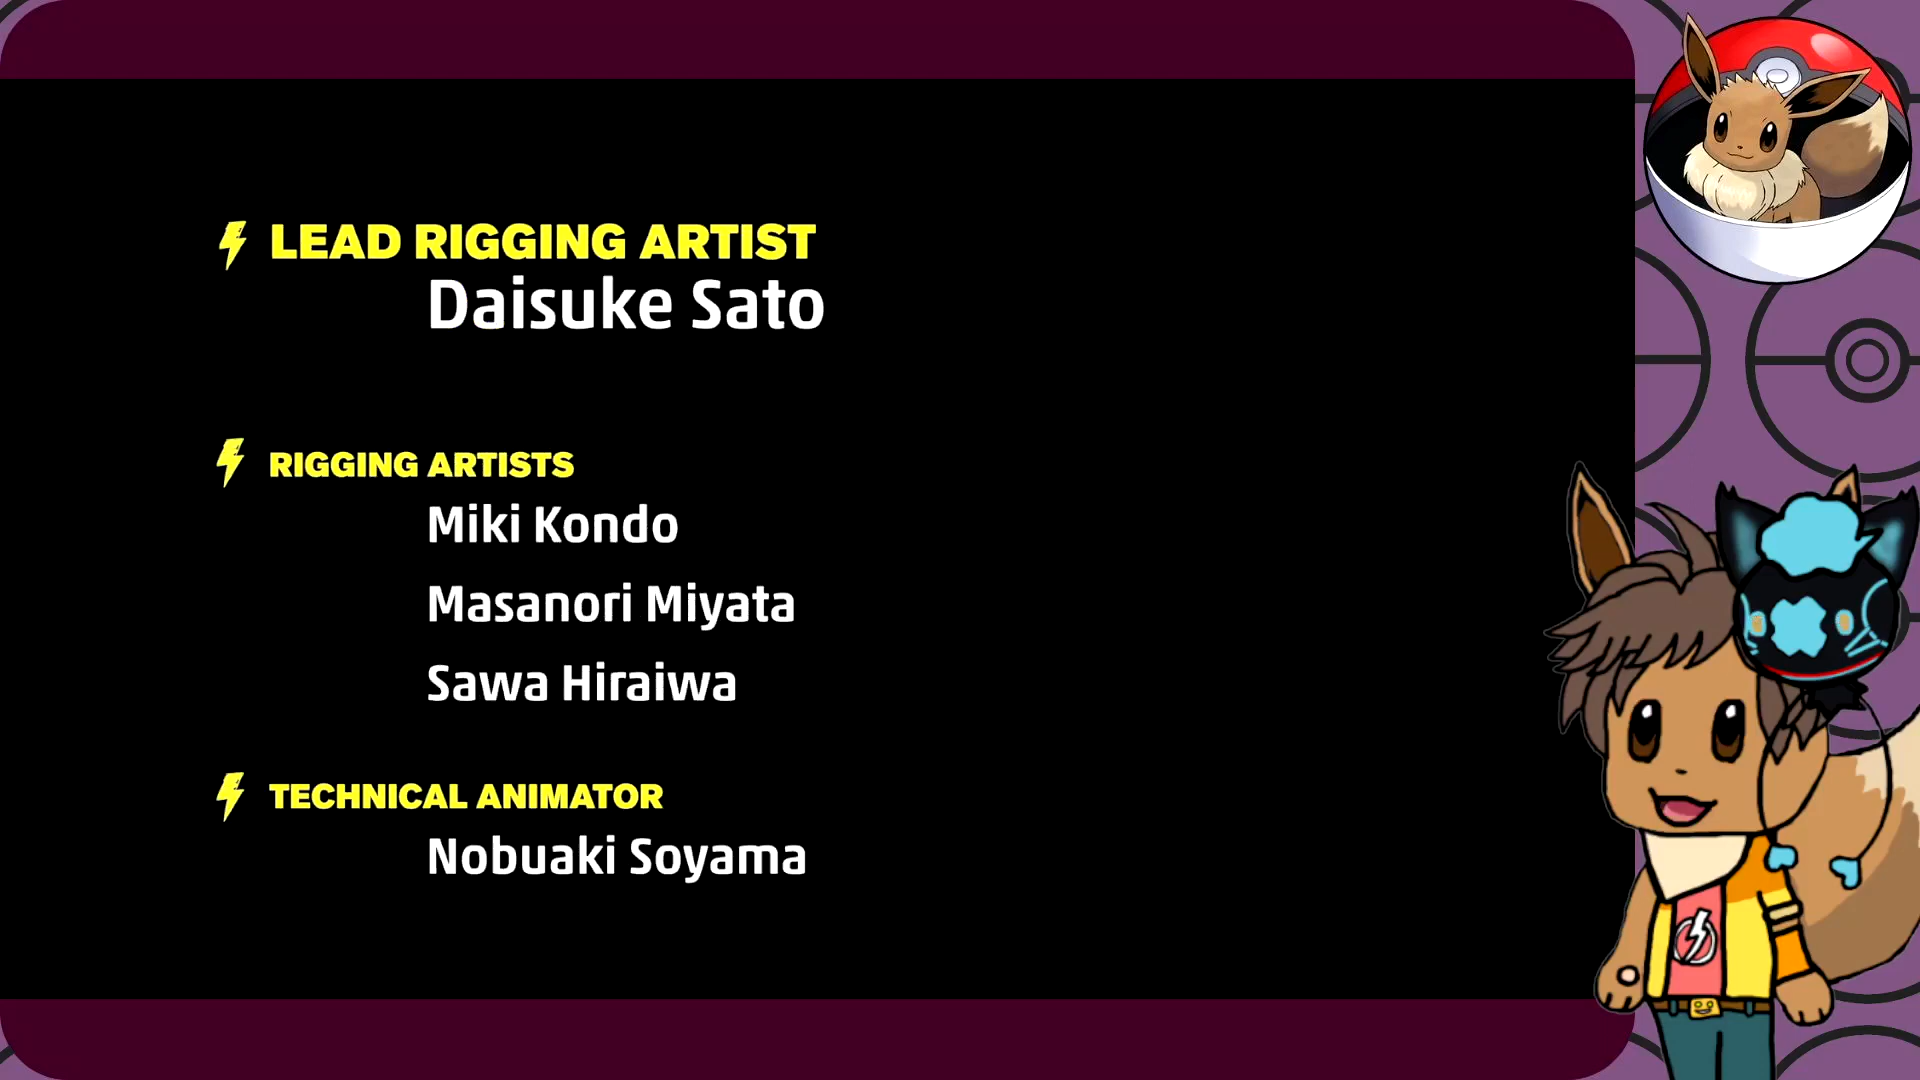 LEAD RIGGING ARTIST
Daisuke Sato
RIGGING ARTISTS
Miki Kondo
Masanori Miyata
Sawa Hiraiwa
TECHNICAL ANIMATOR
Nobuaki Soyama